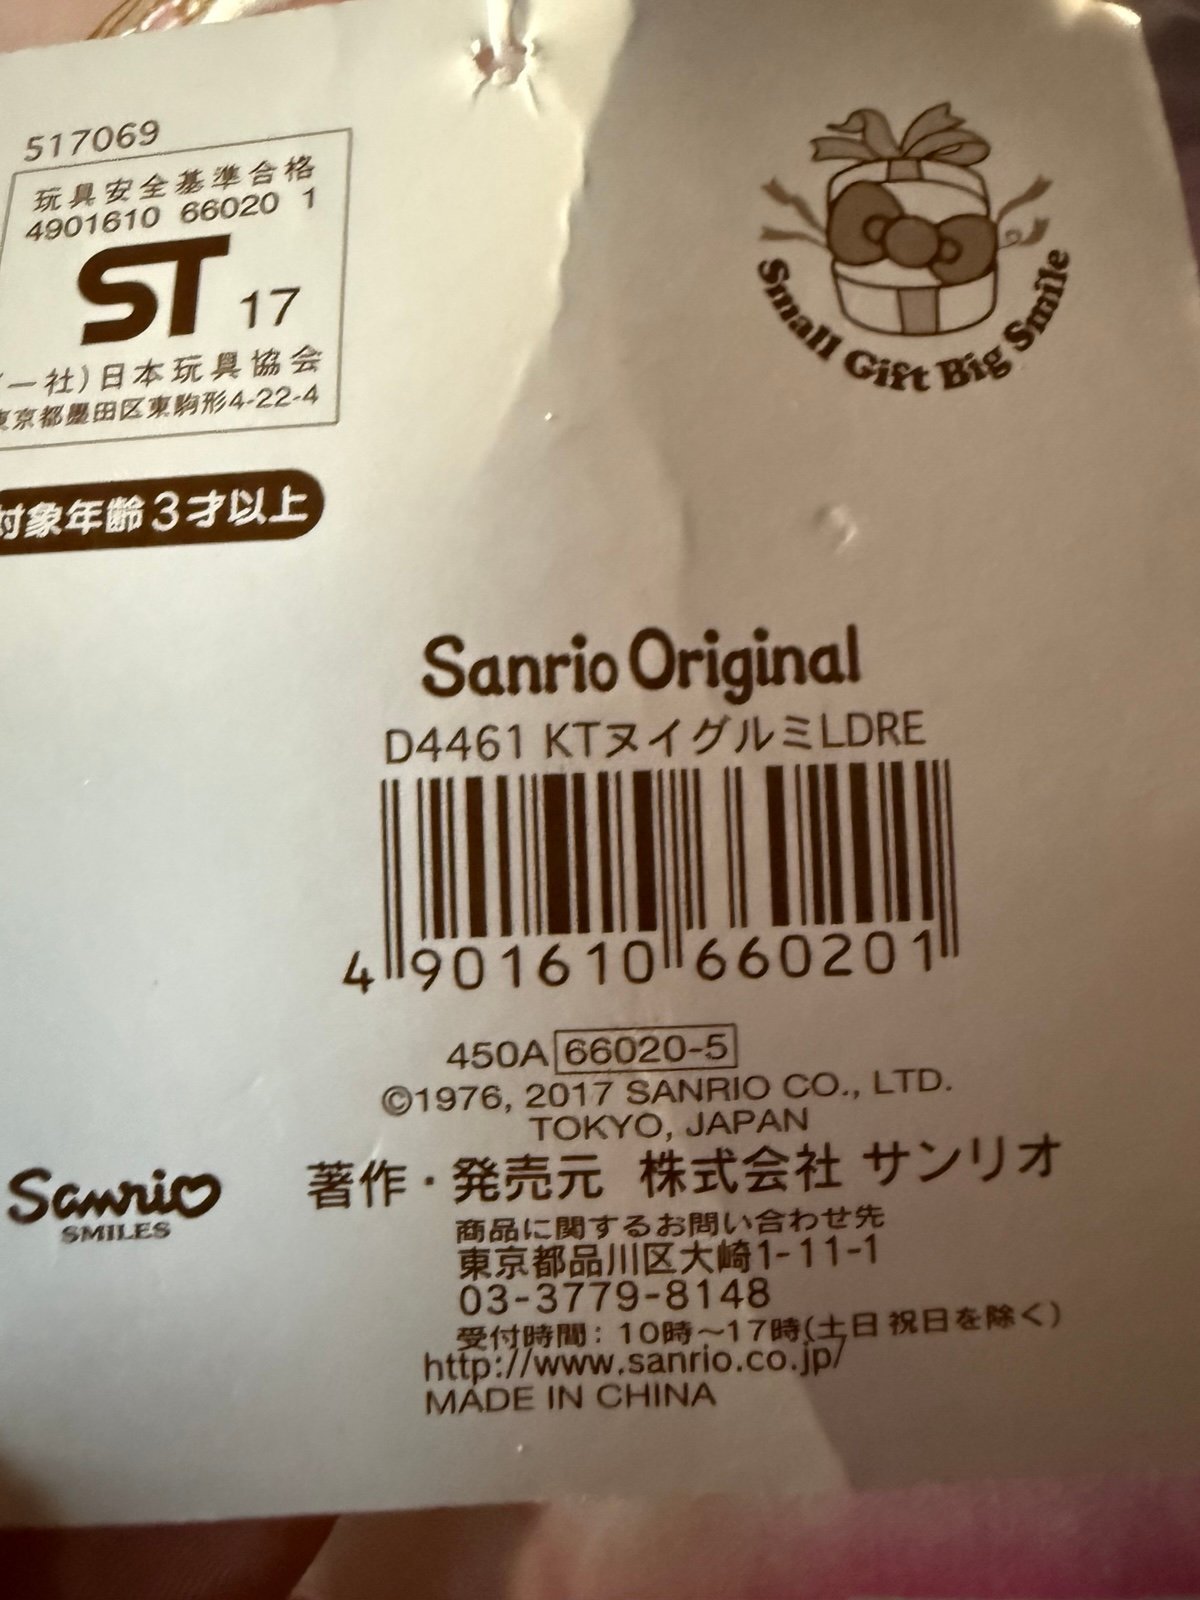 517069
玩具安全基準合格
4901610 66020 1
ST 17
(一社)日本玩具協会
東京都墨田区東駒形4-22-4
対象年齢3才以上
Small Gift Big Smile
Sanrio Original
D4461 KTヌイグルミLDRE
4 901610 660201
450A 66020-5
©1976, 2017 SANRIO CO., LTD.
TOKYO, JAPAN
Sanrio
SMILES
著作・発売元 株式会社 サンリオ
商品に関するお問い合わせ先
東京都品川区大崎1-11-1
03-3779-8148
受付時間: 10時～17時(土日 祝日を除く)
http://www.sanrio.co.jp/
MADE IN CHINA